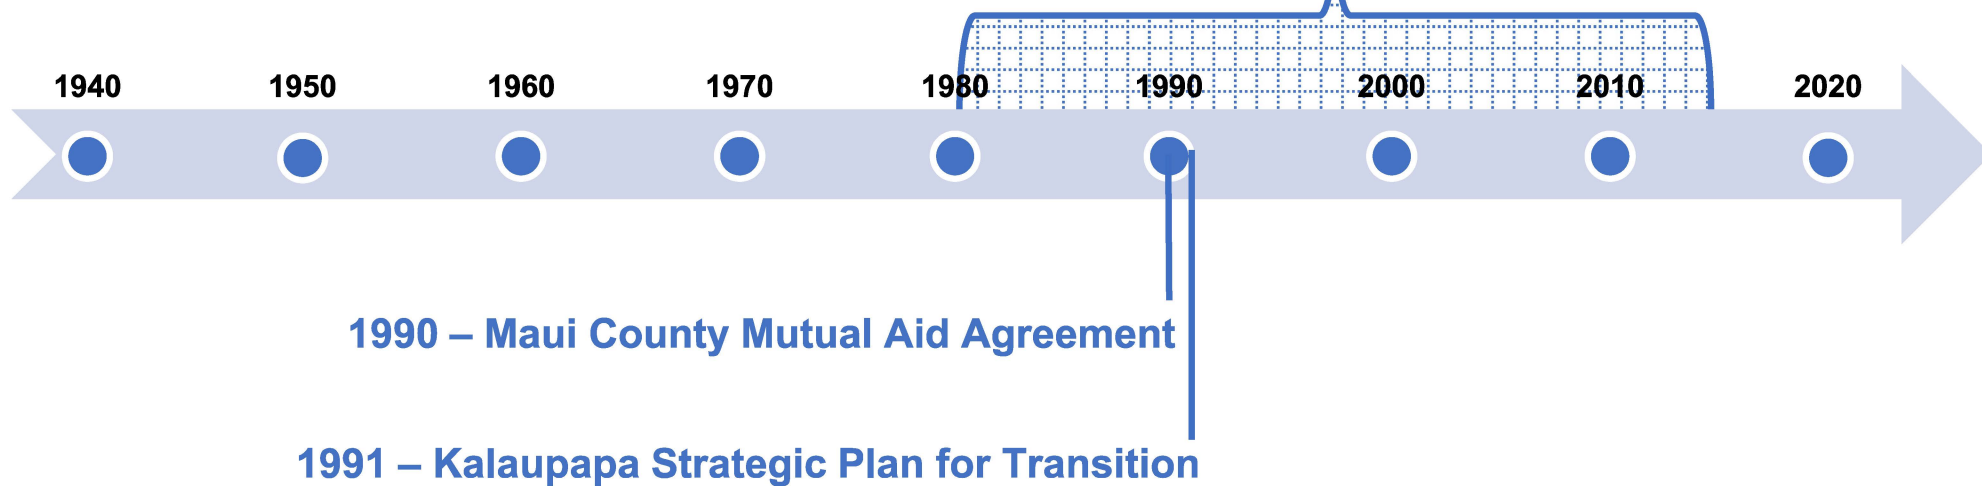 1940 1950 1960 1970 1980 1990 2000 2010 2020
1990 – Maui County Mutual Aid Agreement
1991 – Kalaupapa Strategic Plan for Transition